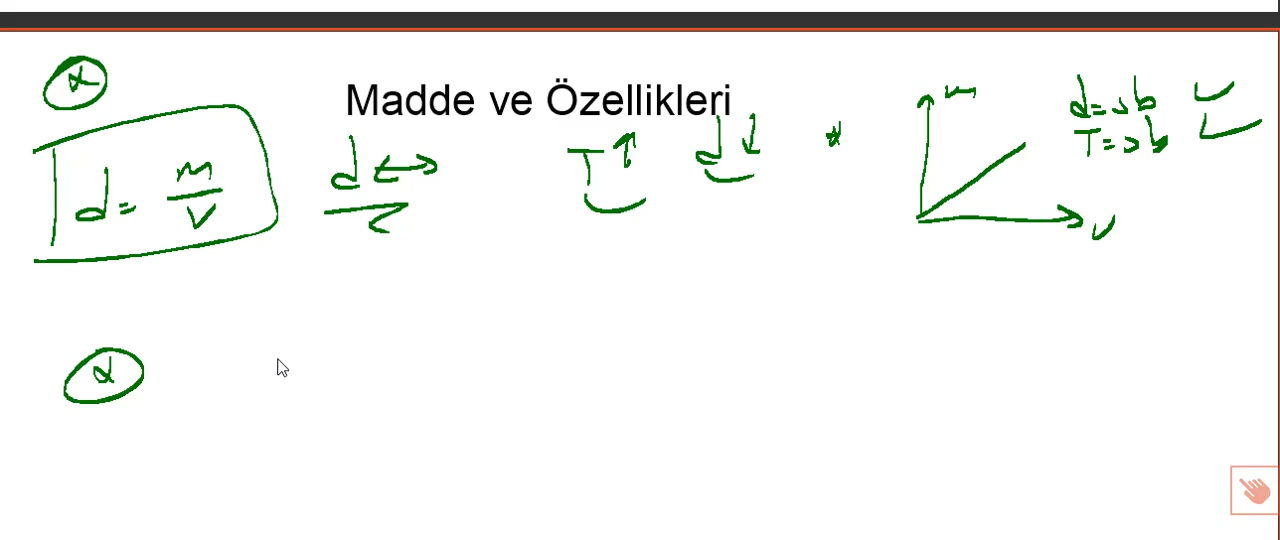 α
Madde ve Özellikleri
d = m/V
d ↔
T↑ d↓ *
m
V
d = sb ✓
T = sb ✓
α